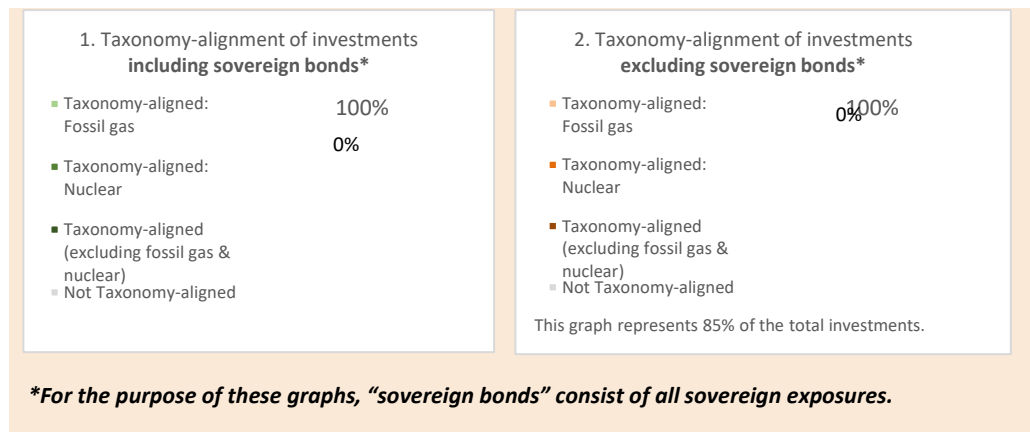 1. Taxonomy-alignment of investments
including sovereign bonds*
Taxonomy-aligned:
Fossil gas
Taxonomy-aligned:
Nuclear
Taxonomy-aligned
(excluding fossil gas &
nuclear)
Not Taxonomy-aligned
100%
0%
2. Taxonomy-alignment of investments
excluding sovereign bonds*
Taxonomy-aligned:
Fossil gas
Taxonomy-aligned:
Nuclear
Taxonomy-aligned
(excluding fossil gas &
nuclear)
Not Taxonomy-aligned
0%
100%
This graph represents 85% of the total investments.
*For the purpose of these graphs, “sovereign bonds” consist of all sovereign exposures.